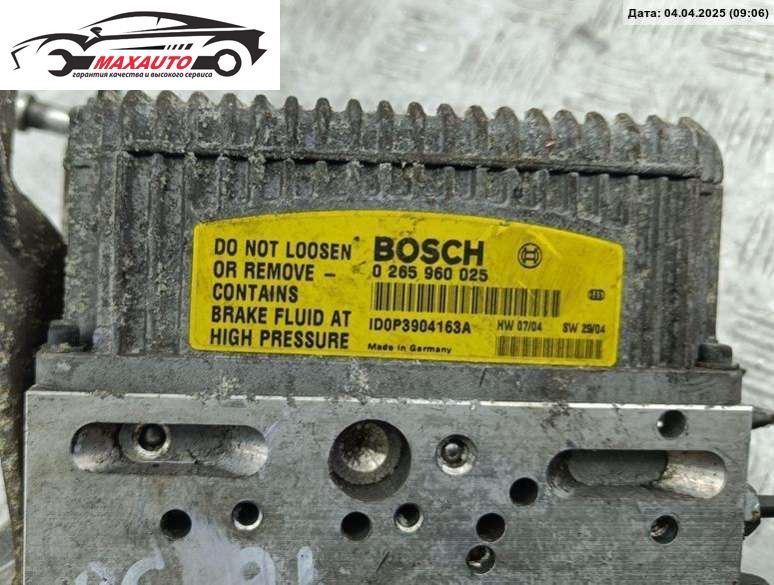 Дата: 04.04.2025 (09:06)
MAXAUTO
гарантия качества и высокого сервиса
DO NOT LOOSEN
OR REMOVE –
CONTAINS
BRAKE FLUID AT
HIGH PRESSURE
BOSCH
0 265 960 025
ID0P3904163A
HW 07/04 SW 29/04
Made in Germany